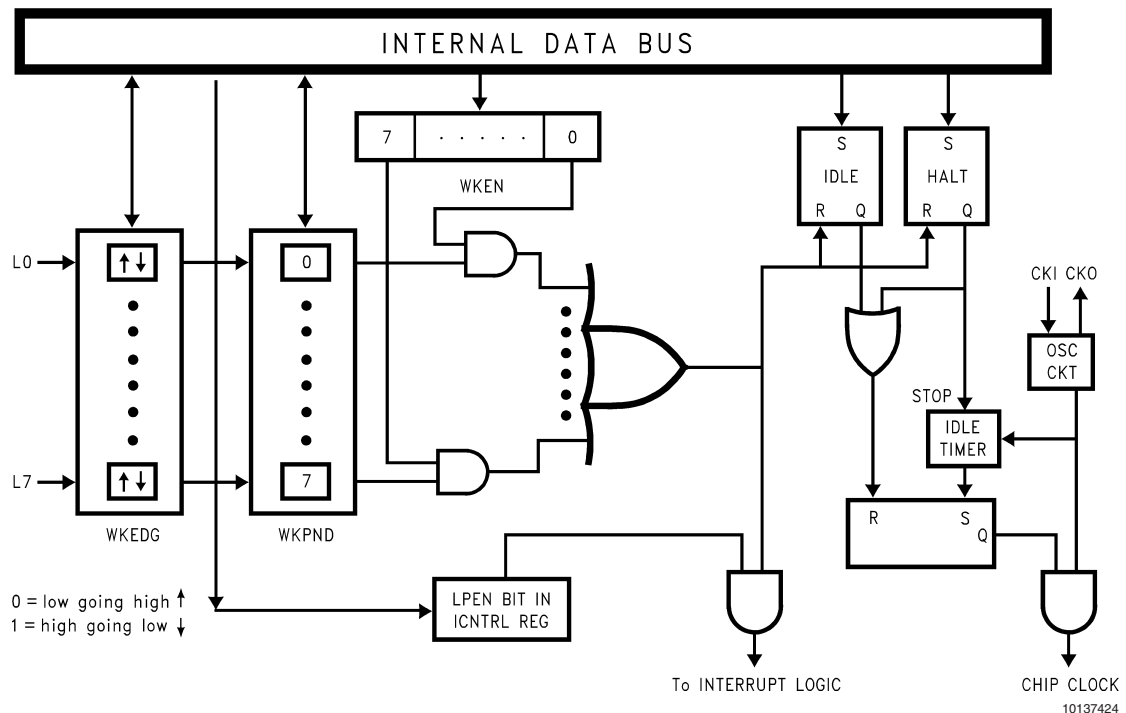 INTERNAL DATA BUS
7 · · · · · 0
WKEN
S
IDLE
R Q
S
HALT
R Q
L0
0
L7
7
WKEDG
WKPND
CKI CKO
OSC
CKT
STOP
IDLE
TIMER
R S
Q
0 = low going high ↑
1 = high going low ↓
LPEN BIT IN
ICNTRL REG
To INTERRUPT LOGIC
CHIP CLOCK
10137424